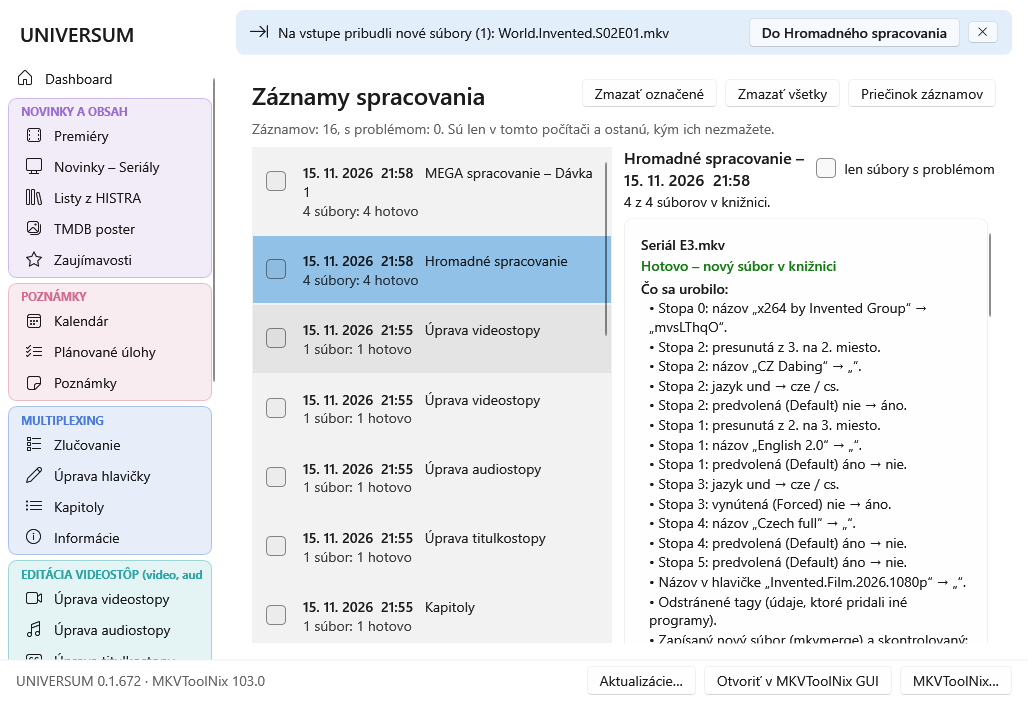 UNIVERSUM
Dashboard
NOVINKY A OBSAH
Premiéry
Novinky – Seriály
Listy z HISTRA
TMDB poster
Zaujímavosti
POZNÁMKY
Kalendár
Plánované úlohy
Poznámky
MULTIPLEXING
Zlučovanie
Úprava hlavičky
Kapitoly
Informácie
EDITÁCIA VIDEOSTÔP (video, aud
Úprava videostopy
Úprava audiostopy
Úprava titulkostopy
Na vstupe pribudli nové súbory (1): World.Invented.S02E01.mkv
Do Hromadného spracovania
Záznamy spracovania
Zmazať označené
Zmazať všetky
Priečinok záznamov
Záznamov: 16, s problémom: 0. Sú len v tomto počítači a ostanú, kým ich nezmažete.
15. 11. 2026 21:58 MEGA spracovanie – Dávka
1
4 súbory: 4 hotovo
15. 11. 2026 21:58 Hromadné spracovanie
4 súbory: 4 hotovo
15. 11. 2026 21:55 Úprava videostopy
1 súbor: 1 hotovo
15. 11. 2026 21:55 Úprava videostopy
1 súbor: 1 hotovo
15. 11. 2026 21:55 Úprava audiostopy
1 súbor: 1 hotovo
15. 11. 2026 21:55 Úprava titulkostopy
1 súbor: 1 hotovo
15. 11. 2026 21:55 Kapitoly
1 súbor: 1 hotovo
Hromadné spracovanie –
15. 11. 2026 21:58
len súbory s problémom
4 z 4 súborov v knižnici.
Seriál E3.mkv
Hotovo – nový súbor v knižnici
Čo sa urobilo:
• Stopa 0: názov „x264 by Invented Group“ →
„mvsLThqO“.
• Stopa 2: presunutá z 3. na 2. miesto.
• Stopa 2: názov „CZ Dabing“ → „“.
• Stopa 2: jazyk und → cze / cs.
• Stopa 2: predvolená (Default) nie → áno.
• Stopa 1: presunutá z 2. na 3. miesto.
• Stopa 1: názov „English 2.0“ → „“.
• Stopa 1: predvolená (Default) áno → nie.
• Stopa 3: jazyk und → cze / cs.
• Stopa 3: vynútená (Forced) nie → áno.
• Stopa 4: názov „Czech full“ → „“.
• Stopa 4: predvolená (Default) áno → nie.
• Stopa 5: predvolená (Default) áno → nie.
• Názov v hlavičke „Invented.Film.2026.1080p“ → „“.
• Odstránené tagy (údaje, ktoré pridali iné
programy).
• Zapísaný nový súbor (mkvmerge) a skontrolovaný:
UNIVERSUM 0.1.672 · MKVToolNix 103.0
Aktualizácie...
Otvoriť v MKVToolNix GUI
MKVToolNix...